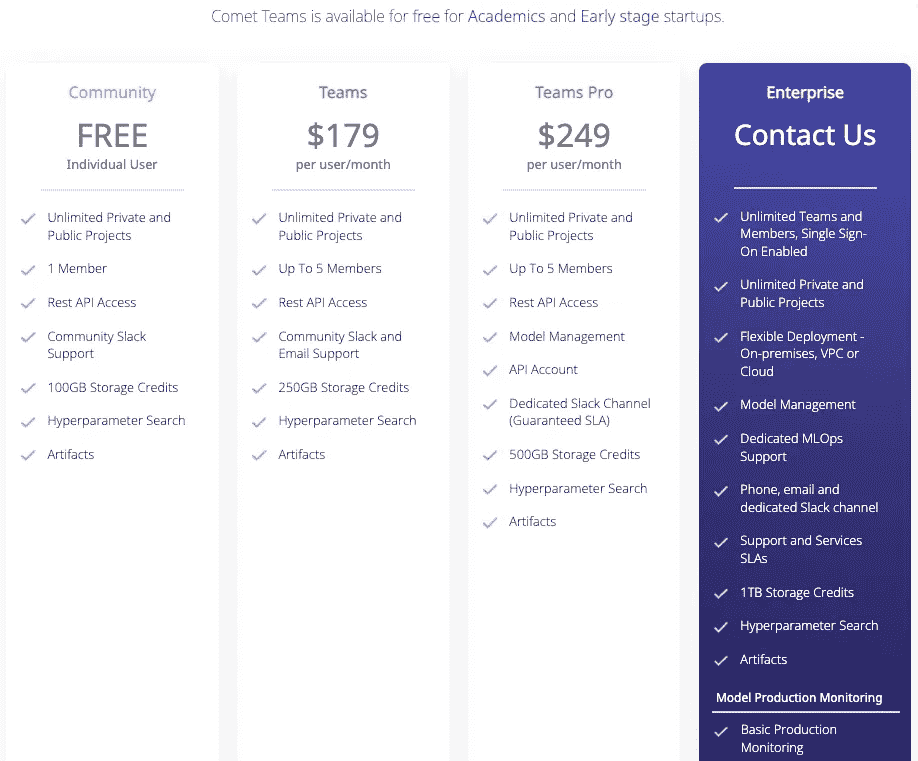 Comet Teams is available for free for Academics and Early stage startups.
Community
FREE
Individual User
Unlimited Private and
Public Projects
1 Member
Rest API Access
Community Slack
Support
100GB Storage Credits
Hyperparameter Search
Artifacts
Teams
$179
per user/month
Unlimited Private and
Public Projects
Up To 5 Members
Rest API Access
Community Slack and
Email Support
250GB Storage Credits
Hyperparameter Search
Artifacts
Teams Pro
$249
per user/month
Unlimited Private and
Public Projects
Up To 5 Members
Rest API Access
Model Management
API Account
Dedicated Slack Channel
(Guaranteed SLA)
500GB Storage Credits
Hyperparameter Search
Artifacts
Enterprise
Contact Us
Unlimited Teams and
Members, Single Sign-
On Enabled
Unlimited Private and
Public Projects
Flexible Deployment -
On-premises, VPC or
Cloud
Model Management
Dedicated MLOps
Support
Phone, email and
dedicated Slack channel
Support and Services
SLAs
1TB Storage Credits
Hyperparameter Search
Artifacts
Model Production Monitoring
Basic Production
Monitoring